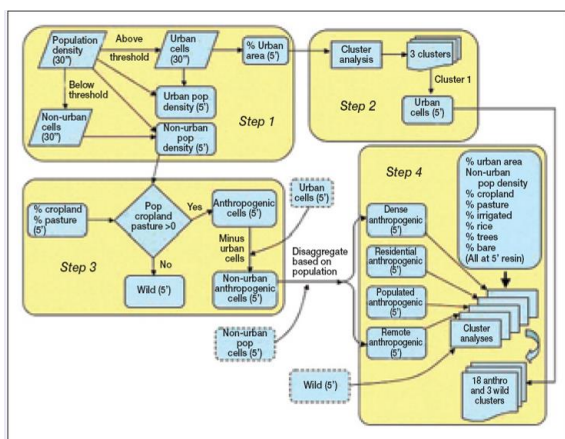 Population
density
(30")
Above
threshold
Urban
cells
(30")
% Urban
area (5')
Below
threshold
Urban pop
density (5')
Non-urban
cells (30")
Non-urban
pop
density (5')
Step 1
Cluster
analysis
3 clusters
Cluster 1
Urban
cells (5')
Step 2
% cropland
% pasture
(5')
Pop
cropland
pasture >0
Yes
Anthropogenic
cells (5')
Minus
urban
cells
No
Wild (5')
Non-urban
anthropogenic
cells (5')
Step 3
Urban
cells (5')
Disaggregate
based on
population
Non-urban
pop
cells (5')
Wild (5')
Step 4
% urban area
Non-urban
pop density
% cropland
% pasture
% irrigated
% rice
% trees
% bare
(All at 5' resin)
Dense
anthropogenic
(5')
Residential
anthropogenic
(5')
Populated
anthropogenic
(5')
Remote
anthropogenic
(5')
Cluster
analyses
18 anthro
and 3 wild
clusters